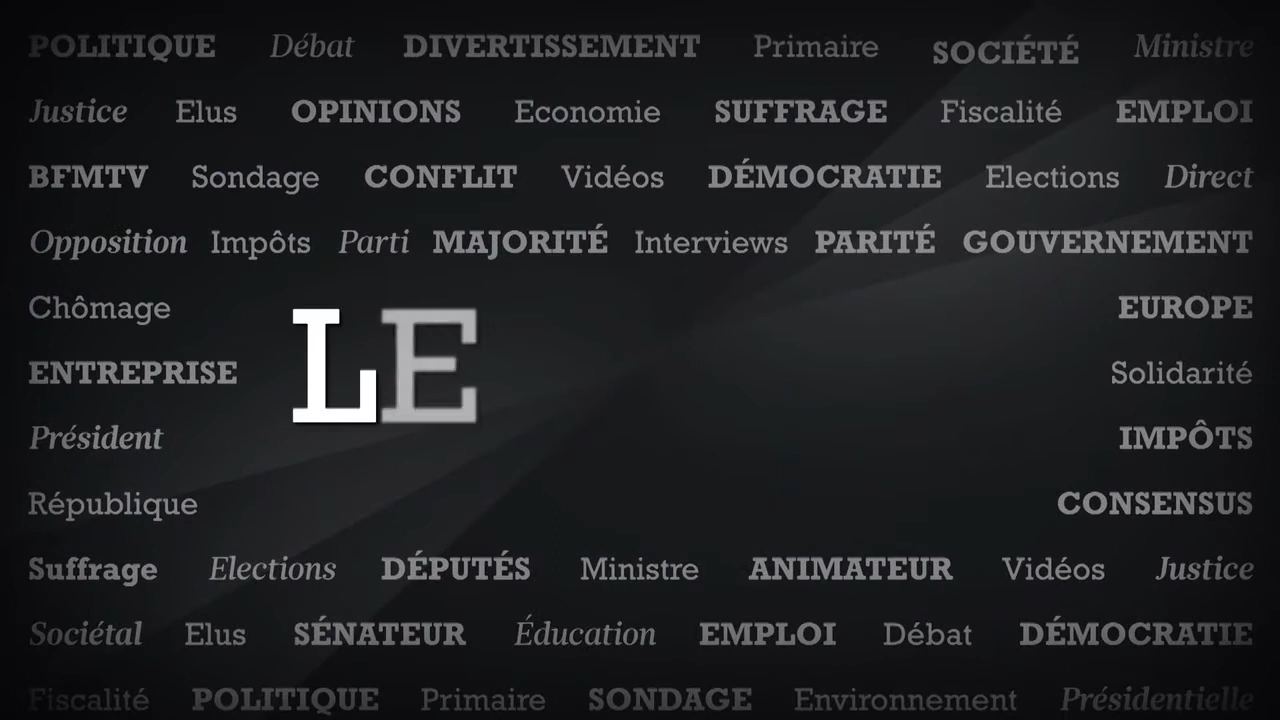 POLITIQUE Débat DIVERTISSEMENT Primaire SOCIÉTÉ Ministre
Justice Elus OPINIONS Economie SUFFRAGE Fiscalité EMPLOI
BFMTV Sondage CONFLIT Vidéos DÉMOCRATIE Elections Direct
Opposition Impôts Parti MAJORITÉ Interviews PARITÉ GOUVERNEMENT
Chômage EUROPE
LE
ENTREPRISE Solidarité
Président IMPÔTS
République CONSENSUS
Suffrage Elections DÉPUTÉS Ministre ANIMATEUR Vidéos Justice
Sociétal Elus SÉNATEUR Éducation EMPLOI Débat DÉMOCRATIE
Fiscalité POLITIQUE Primaire SONDAGE Environnement Présidentielle